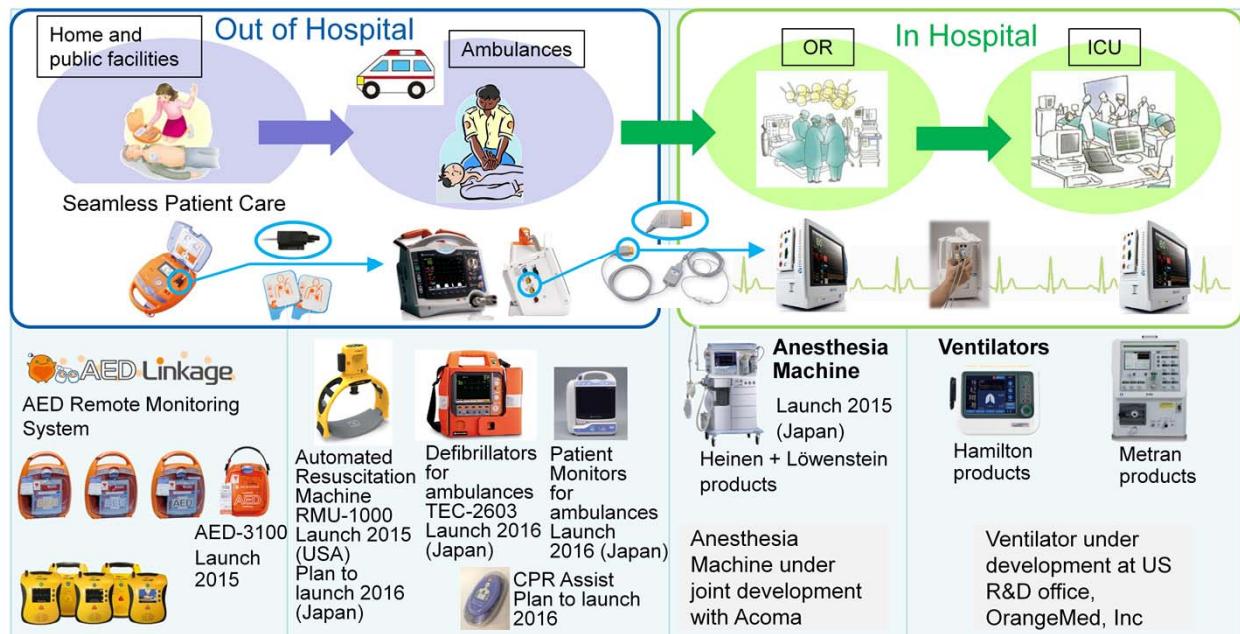 Out of Hospital
In Hospital
Home and
public facilities
Ambulances
OR
ICU
Seamless Patient Care
AED Linkage
AED Remote Monitoring
System
AED-3100
Launch
2015
Automated
Resuscitation
Machine
RMU-1000
Launch 2015
(USA)
Plan to
launch 2016
(Japan)
Defibrillators
for
ambulances
TEC-2603
Launch 2016
(Japan)
Patient
Monitors
for
ambulances
Launch
2016 (Japan)
CPR Assist
Plan to launch
2016
Anesthesia
Machine
Launch 2015
(Japan)
Heinen + Löwenstein
products
Anesthesia
Machine under
joint development
with Acoma
Ventilators
Hamilton
products
Metran
products
Ventilator under
development at US
R&D office,
OrangeMed, Inc